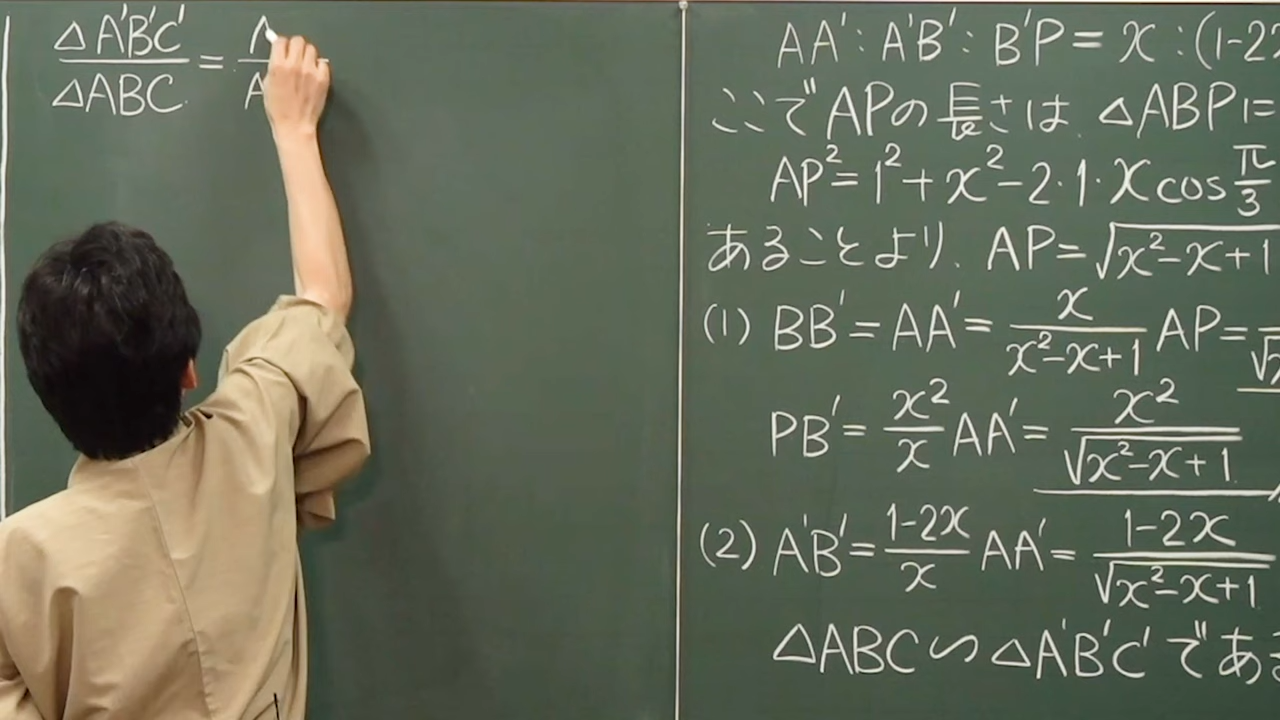 △A'B'C'/△ABC = A/A
AA' : A'B' : B'P = x : (1-2x
ここでAPの長さは △ABPに
AP² = 1² + x² - 2・1・x cos π/3
あることより. AP = √(x²-x+1)
(1) BB' = AA' = x/(x²-x+1) AP =
PB' = x²/x AA' = x²/√(x²-x+1)
(2) A'B' = (1-2x)/x AA' = (1-2x)/√(x²-x+1)
△ABC∽△A'B'C' であ